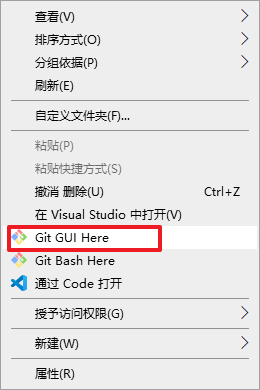 查看(V)
排序方式(O)
分组依据(P)
刷新(E)
自定义文件夹(F)...
粘贴(P)
粘贴快捷方式(S)
撤消 删除(U) Ctrl+Z
在 Visual Studio 中打开(V)
Git GUI Here
Git Bash Here
通过 Code 打开
授予访问权限(G)
新建(W)
属性(R)